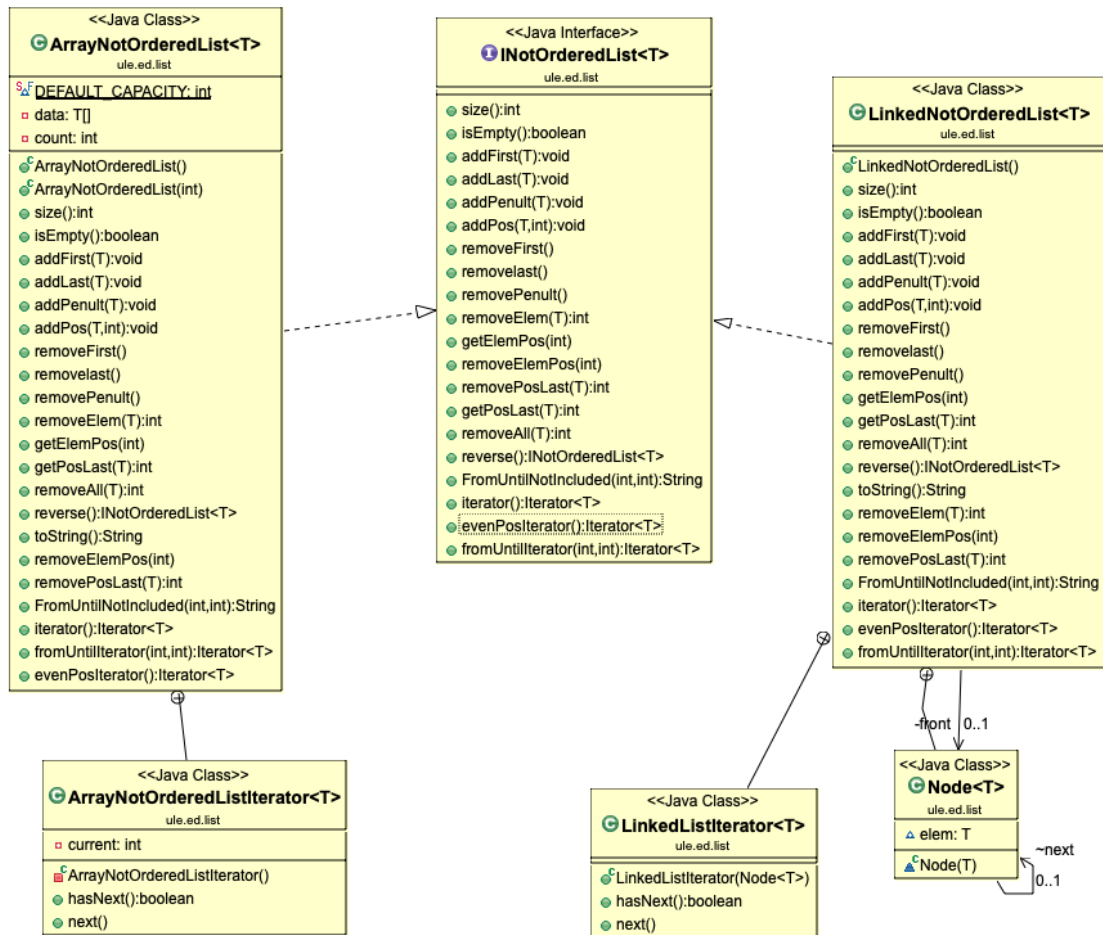 <<Java Class>>
ArrayNotOrderedList<T>
ule.ed.list
DEFAULT_CAPACITY: int
data: T[]
count: int
ArrayNotOrderedList()
ArrayNotOrderedList(int)
size():int
isEmpty():boolean
addFirst(T):void
addLast(T):void
addPenult(T):void
addPos(T,int):void
removeFirst()
removelast()
removePenult()
removeElem(T):int
getElemPos(int)
getPosLast(T):int
removeAll(T):int
reverse():INotOrderedList<T>
toString():String
removeElemPos(int)
removePosLast(T):int
FromUntilNotIncluded(int,int):String
iterator():Iterator<T>
fromUntilIterator(int,int):Iterator<T>
evenPosIterator():Iterator<T>
<<Java Interface>>
INotOrderedList<T>
ule.ed.list
size():int
isEmpty():boolean
addFirst(T):void
addLast(T):void
addPenult(T):void
addPos(T,int):void
removeFirst()
removelast()
removePenult()
removeElem(T):int
getElemPos(int)
removeElemPos(int)
removePosLast(T):int
getPosLast(T):int
removeAll(T):int
reverse():INotOrderedList<T>
FromUntilNotIncluded(int,int):String
iterator():Iterator<T>
evenPosIterator():Iterator<T>
fromUntilIterator(int,int):Iterator<T>
<<Java Class>>
LinkedNotOrderedList<T>
ule.ed.list
LinkedNotOrderedList()
size():int
isEmpty():boolean
addFirst(T):void
addLast(T):void
addPenult(T):void
addPos(T,int):void
removeFirst()
removelast()
removePenult()
getElemPos(int)
getPosLast(T):int
removeAll(T):int
reverse():INotOrderedList<T>
toString():String
removeElem(T):int
removeElemPos(int)
removePosLast(T):int
FromUntilNotIncluded(int,int):String
iterator():Iterator<T>
evenPosIterator():Iterator<T>
fromUntilIterator(int,int):Iterator<T>
-front 0..1
<<Java Class>>
ArrayNotOrderedListIterator<T>
ule.ed.list
current: int
ArrayNotOrderedListIterator()
hasNext():boolean
next()
<<Java Class>>
LinkedListIterator<T>
ule.ed.list
LinkedListIterator(Node<T>)
hasNext():boolean
next()
<<Java Class>>
Node<T>
ule.ed.list
elem: T
Node(T)
~next
0..1